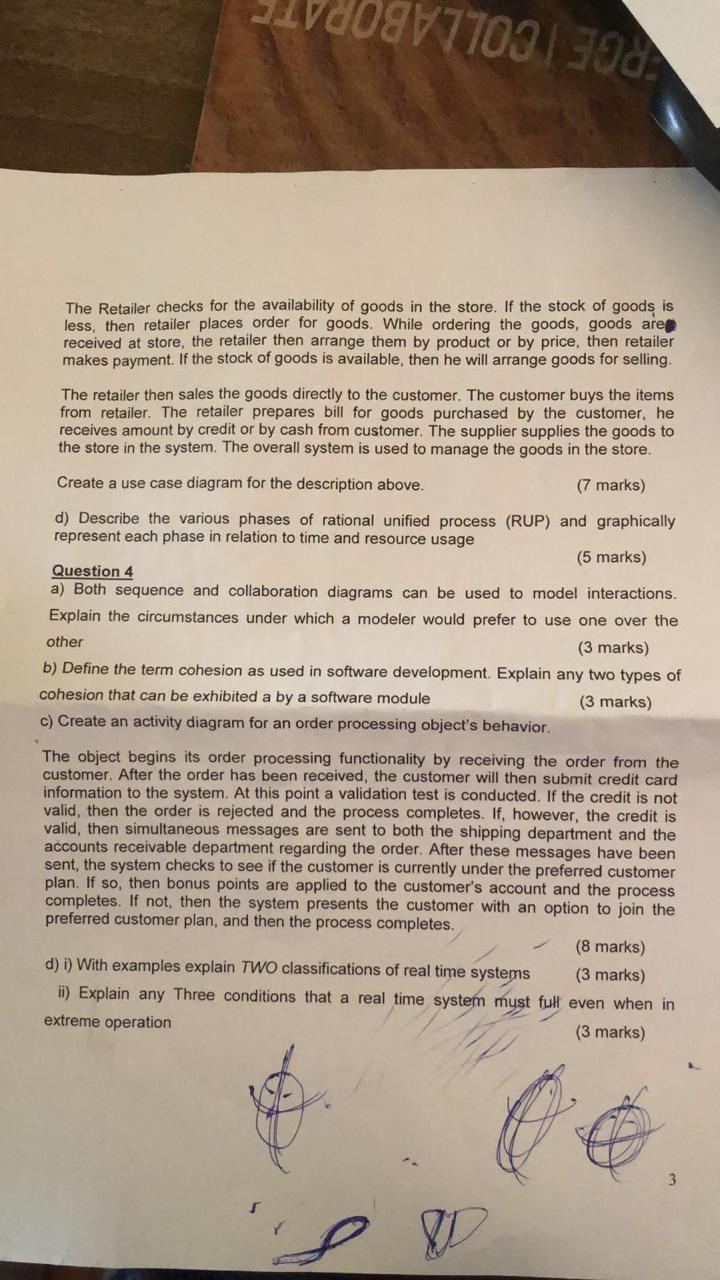 ERGE | COLLABORATE
The Retailer checks for the availability of goods in the store. If the stock of goods is
less, then retailer places order for goods. While ordering the goods, goods are
received at store, the retailer then arrange them by product or by price, then retailer
makes payment. If the stock of goods is available, then he will arrange goods for selling.
The retailer then sales the goods directly to the customer. The customer buys the items
from retailer. The retailer prepares bill for goods purchased by the customer, he
receives amount by credit or by cash from customer. The supplier supplies the goods to
the store in the system. The overall system is used to manage the goods in the store.
Create a use case diagram for the description above. (7 marks)
d) Describe the various phases of rational unified process (RUP) and graphically
represent each phase in relation to time and resource usage
(5 marks)
Question 4
a) Both sequence and collaboration diagrams can be used to model interactions.
Explain the circumstances under which a modeler would prefer to use one over the
other (3 marks)
b) Define the term cohesion as used in software development. Explain any two types of
cohesion that can be exhibited a by a software module (3 marks)
c) Create an activity diagram for an order processing object's behavior.
The object begins its order processing functionality by receiving the order from the
customer. After the order has been received, the customer will then submit credit card
information to the system. At this point a validation test is conducted. If the credit is not
valid, then the order is rejected and the process completes. If, however, the credit is
valid, then simultaneous messages are sent to both the shipping department and the
accounts receivable department regarding the order. After these messages have been
sent, the system checks to see if the customer is currently under the preferred customer
plan. If so, then bonus points are applied to the customer's account and the process
completes. If not, then the system presents the customer with an option to join the
preferred customer plan, and then the process completes.
(8 marks)
d) i) With examples explain TWO classifications of real time systems (3 marks)
ii) Explain any Three conditions that a real time system must full even when in
extreme operation (3 marks)
3